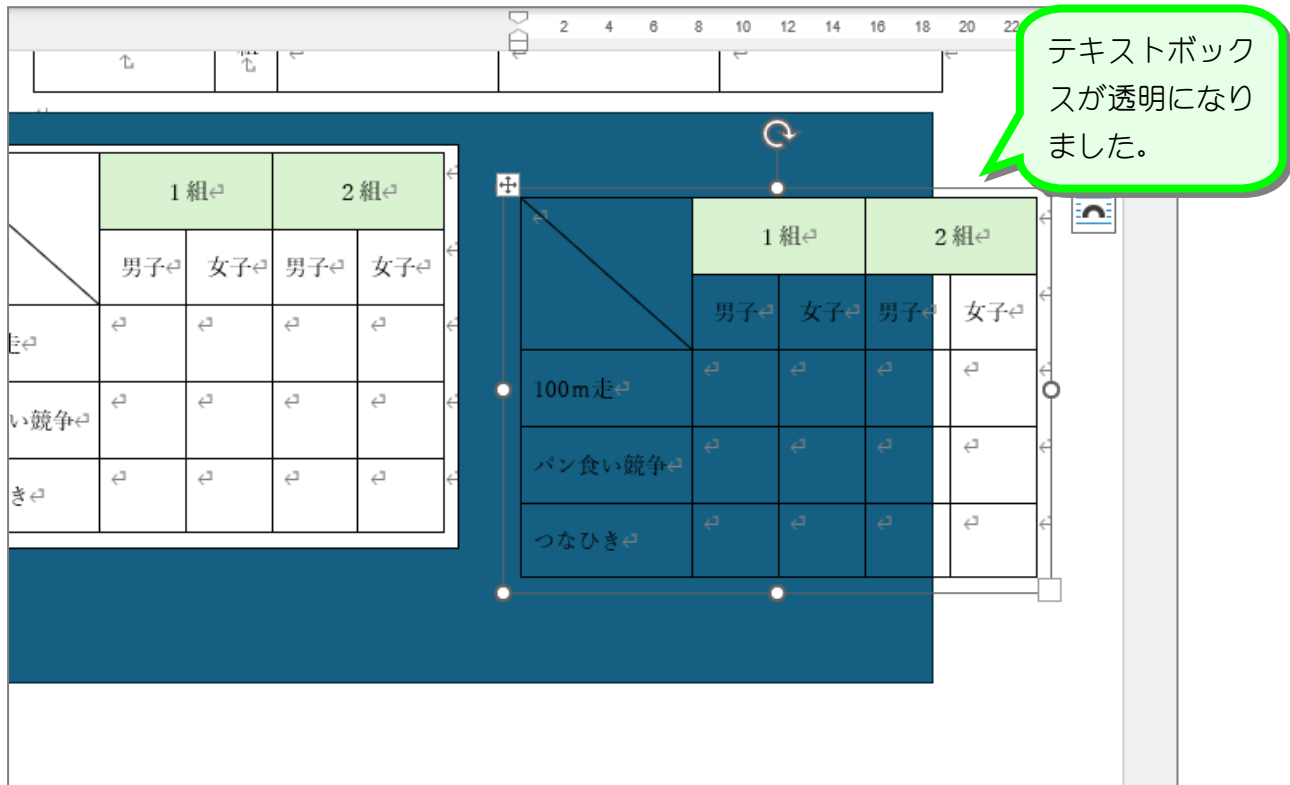 2 4 6 8 10 12 14 16 18 20 22
テキストボック
スが透明になり
ました。
1 組 2 組
男子 女子 男子 女子
走
い競争
き
1 組 2 組
男子 女子 男子 女子
100m走
パン食い競争
つなひき